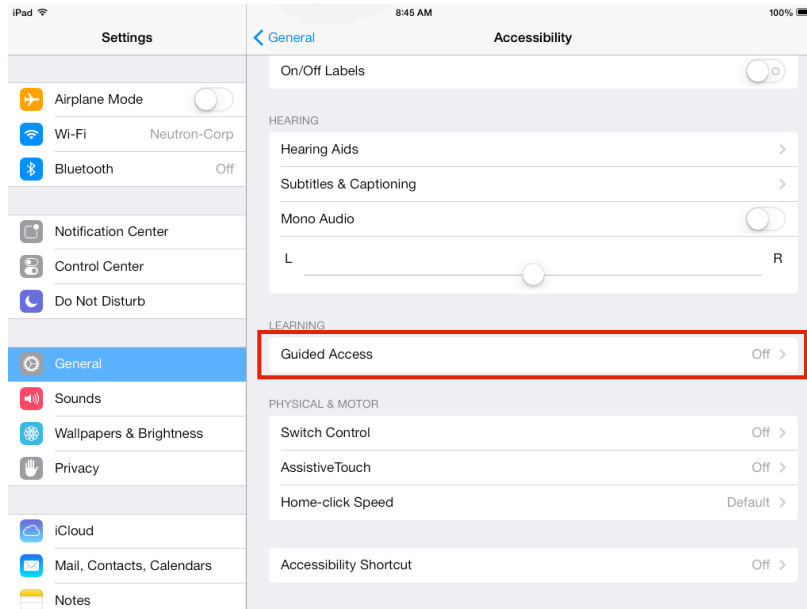 iPad 8:45 AM 100%
Settings
General Accessibility
Airplane Mode
Wi-Fi Neutron-Corp
Bluetooth Off
Notification Center
Control Center
Do Not Disturb
General
Sounds
Wallpapers & Brightness
Privacy
iCloud
Mail, Contacts, Calendars
Notes
On/Off Labels
HEARING
Hearing Aids
Subtitles & Captioning
Mono Audio
L R
LEARNING
Guided Access Off
PHYSICAL & MOTOR
Switch Control Off
AssistiveTouch Off
Home-click Speed Default
Accessibility Shortcut Off